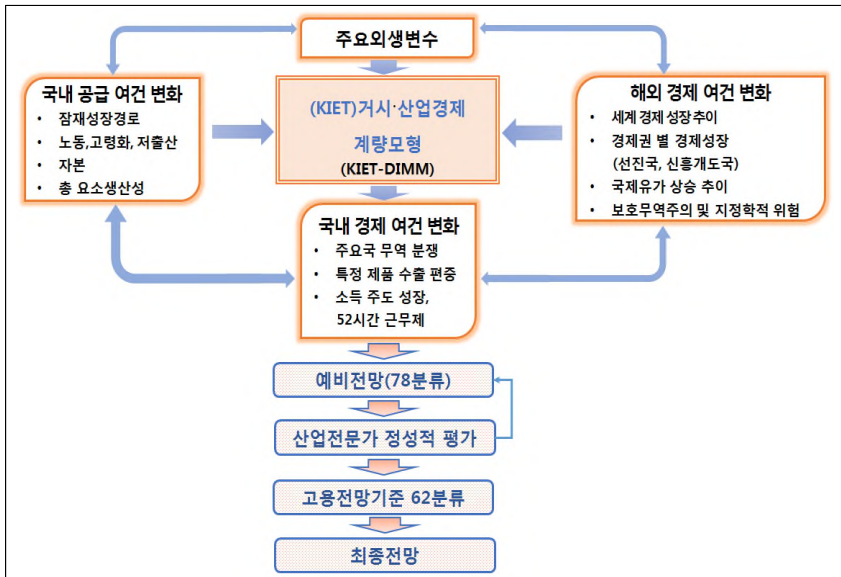 주요외생변수
국내 공급 여건 변화
• 잠재성장경로
• 노동,고령화, 저출산
• 자본
• 총 요소생산성
(KIET)거시·산업경제
계량모형
(KIET-DIMM)
해외 경제 여건 변화
• 세계 경제 성장 추이
• 경제권 별 경제성장
(선진국, 신흥개도국)
• 국제유가 상승 추이
• 보호무역주의 및 지정학적 위험
국내 경제 여건 변화
• 주요국 무역 분쟁
• 특정 제품 수출 편중
• 소득 주도 성장,
52시간 근무제
예비전망(78분류)
산업전문가 정성적 평가
고용전망기준 62분류
최종전망